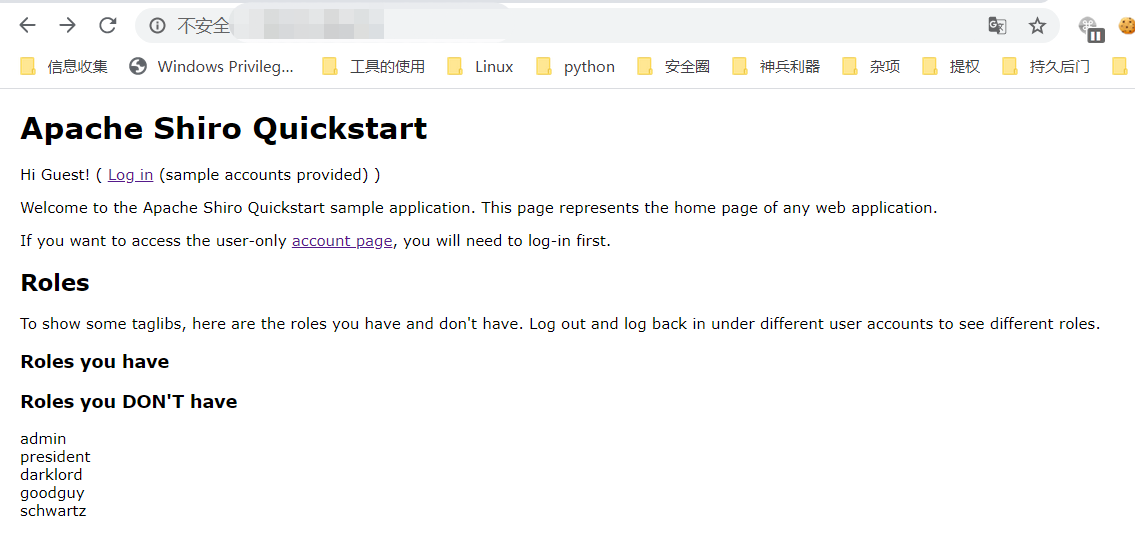 不安全
信息收集 Windows Privileg... 工具的使用 Linux python 安全圈 神兵利器 杂项 提权 持久后门
Apache Shiro Quickstart
Hi Guest! ( Log in (sample accounts provided) )
Welcome to the Apache Shiro Quickstart sample application. This page represents the home page of any web application.
If you want to access the user-only account page, you will need to log-in first.
Roles
To show some taglibs, here are the roles you have and don't have. Log out and log back in under different user accounts to see different roles.
Roles you have
Roles you DON'T have
admin
president
darklord
goodguy
schwartz